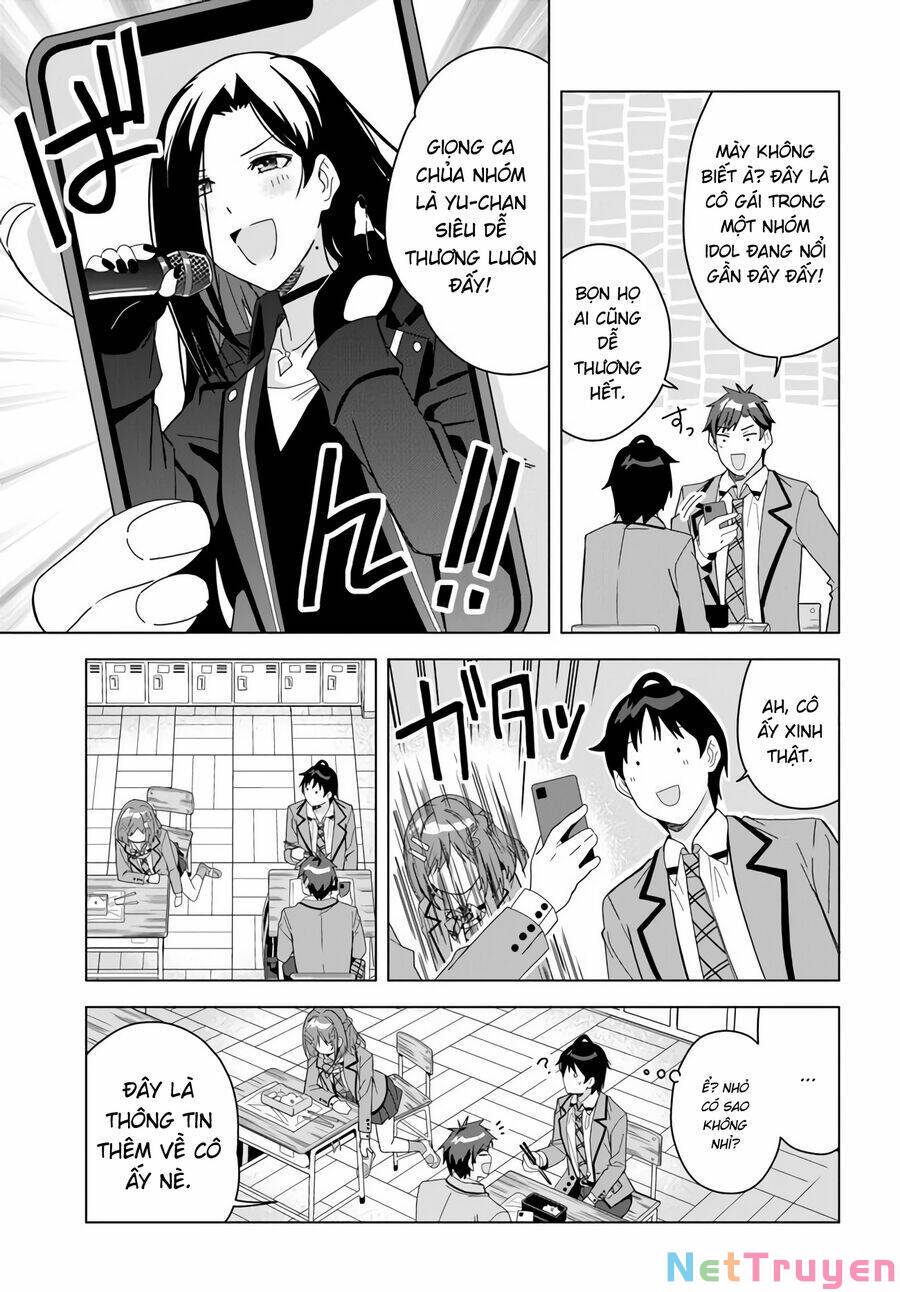 MÀY KHÔNG
BIẾT À? ĐÂY LÀ
CÔ GÁI TRONG
MỘT NHÓM
IDOL ĐANG NỔI
GẦN ĐÂY ĐẤY!
BỌN HỌ
AI CŨNG
DỄ
THƯƠNG
HẾT.
すっ
GIỌNG CA
CHỦA NHÓM
LÀ YU-CHAN
SIÊU DỄ
THƯƠNG LUÔN
ĐẤY!
ばん!!
AH, CÔ
ẤY XINH
THẬT.
ガタッ
...
Ể? NHỎ
CÓ SAO
KHÔNG
NHỈ?
?
?
ĐÂY LÀ
THÔNG TIN
THÊM VỀ CÔ
ẤY NÈ.
NetTruyen